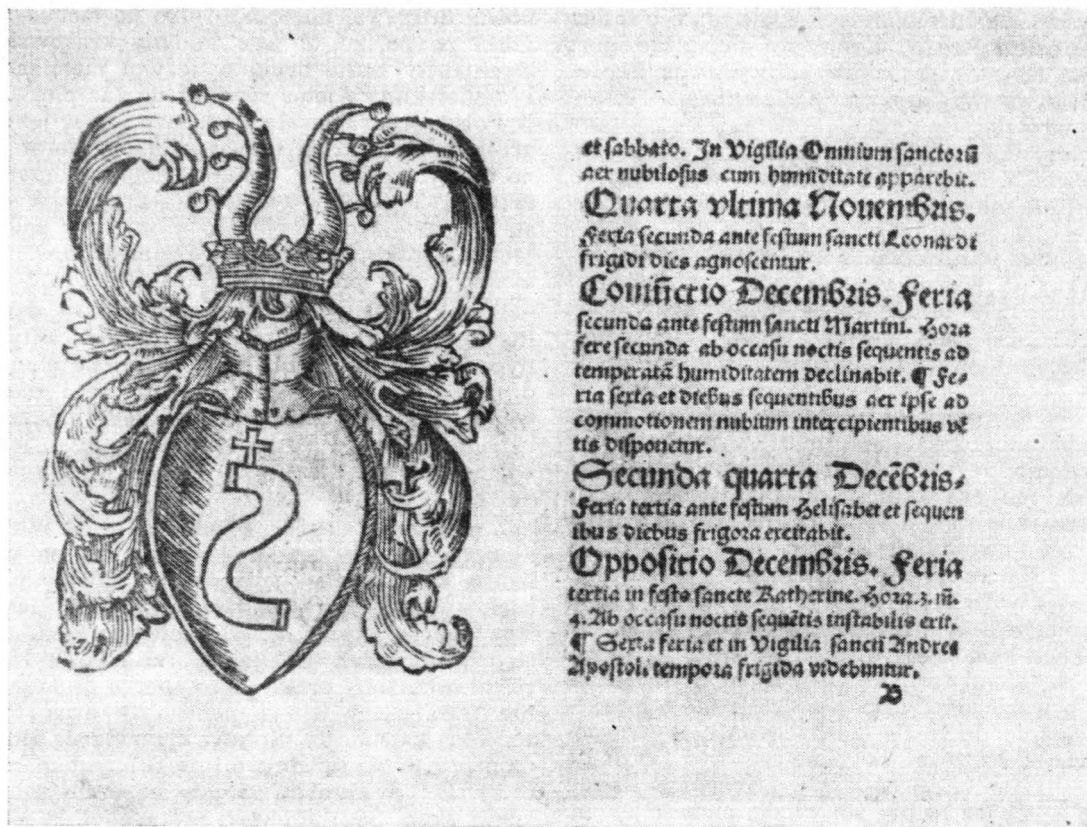 et sabbato. In Vigilia Omnium sanctorū
aer nubilosus cum humiditate apparebit.
Quarta vltima Nouembris.
Feria secunda ante festum sancti Leonardi
frigidi dies agnoscentur.
Coniūctio Decembris. Feria
secunda ante festum sancti Martini. Hora
fere secunda ab occasu noctis sequentis ad
temperatā humiditatem declinabit. ¶ Fe-
ria sexta et diebus sequentibus aer ipse ad
commotionem nubium intercipientibus vē
tis disponetur.
Secunda quarta Decēbris.
Feria tertia ante festum Helisabet et sequen
tibus diebus frigora excitabit.
Oppositio Decembris. Feria
tertia in festo sancte Katherine. Hora.3. m̄.
4. Ab occasu noctis sequētis instabilis erit.
¶ Sexta feria et in Vigilia sancti Andree
Apostoli tempora frigida videbuntur.
B